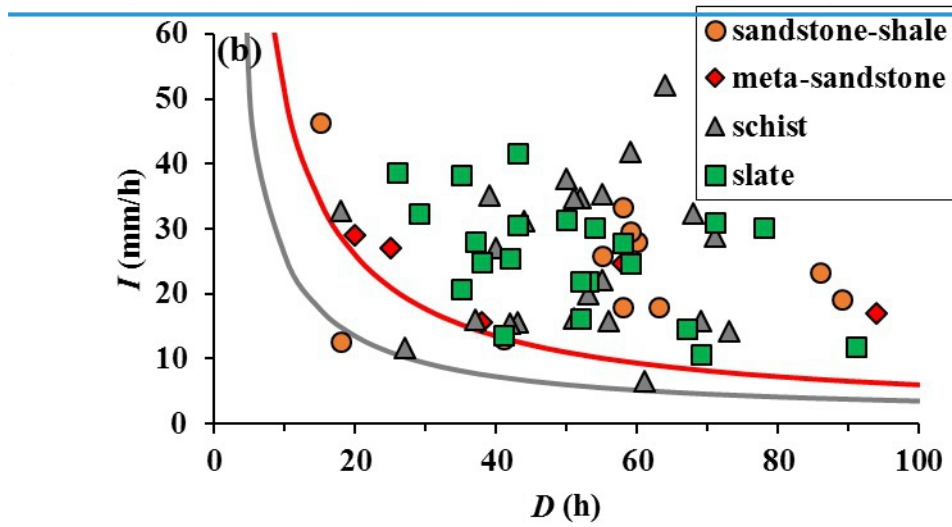 (b)
sandstone-shale
meta-sandstone
schist
slate
60
50
40
30
20
10
0
I (mm/h)
0 20 40 60 80 100
D (h)